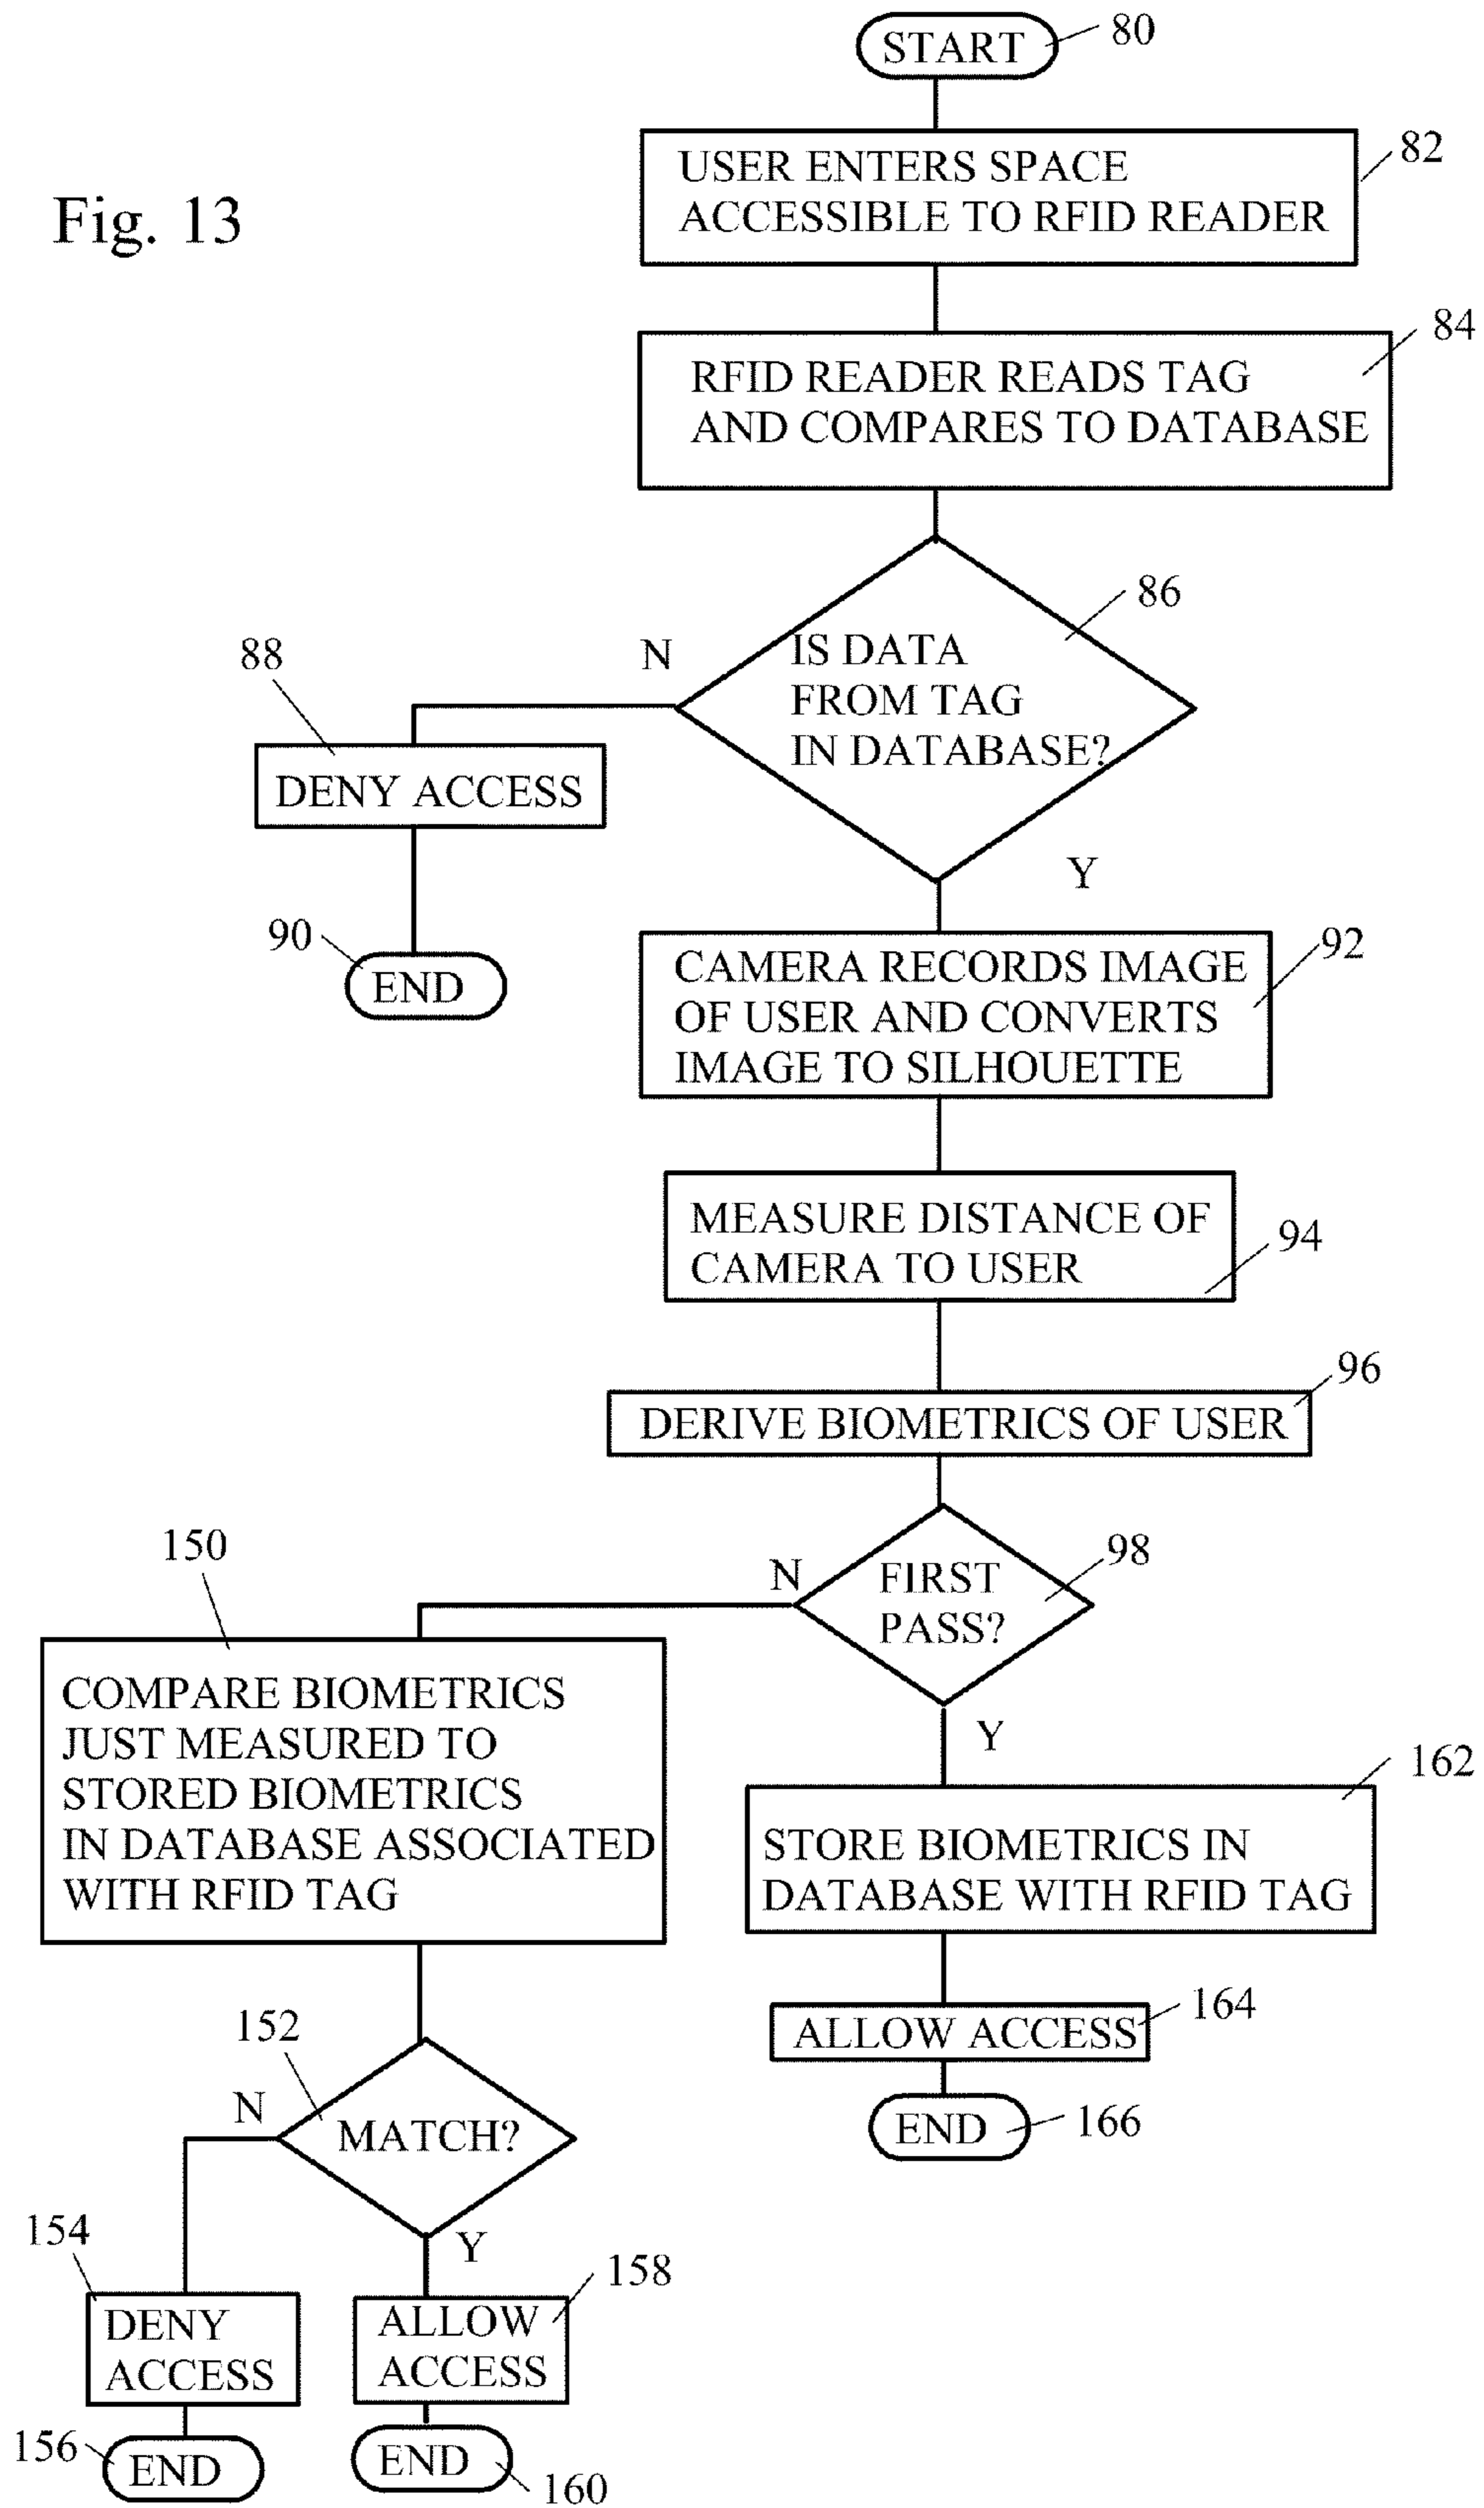 START
80
USER ENTERS SPACE
ACCESSIBLE TO RFID READER
82
Fig. 13
RFID READER READS TAG
AND COMPARES TO DATABASE
84
IS DATA
FROM TAG
IN DATABASE?
86
N
88
DENY ACCESS
90
END
Y
CAMERA RECORDS IMAGE
OF USER AND CONVERTS
IMAGE TO SILHOUETTE
92
MEASURE DISTANCE OF
CAMERA TO USER
94
DERIVE BIOMETRICS OF USER
96
FIRST
PASS?
98
N
150
COMPARE BIOMETRICS
JUST MEASURED TO
STORED BIOMETRICS
IN DATABASE ASSOCIATED
WITH RFID TAG
Y
162
STORE BIOMETRICS IN
DATABASE WITH RFID TAG
ALLOW ACCESS
164
END
166
152
MATCH?
N
154
DENY
ACCESS
156
END
Y
158
ALLOW
ACCESS
END
160